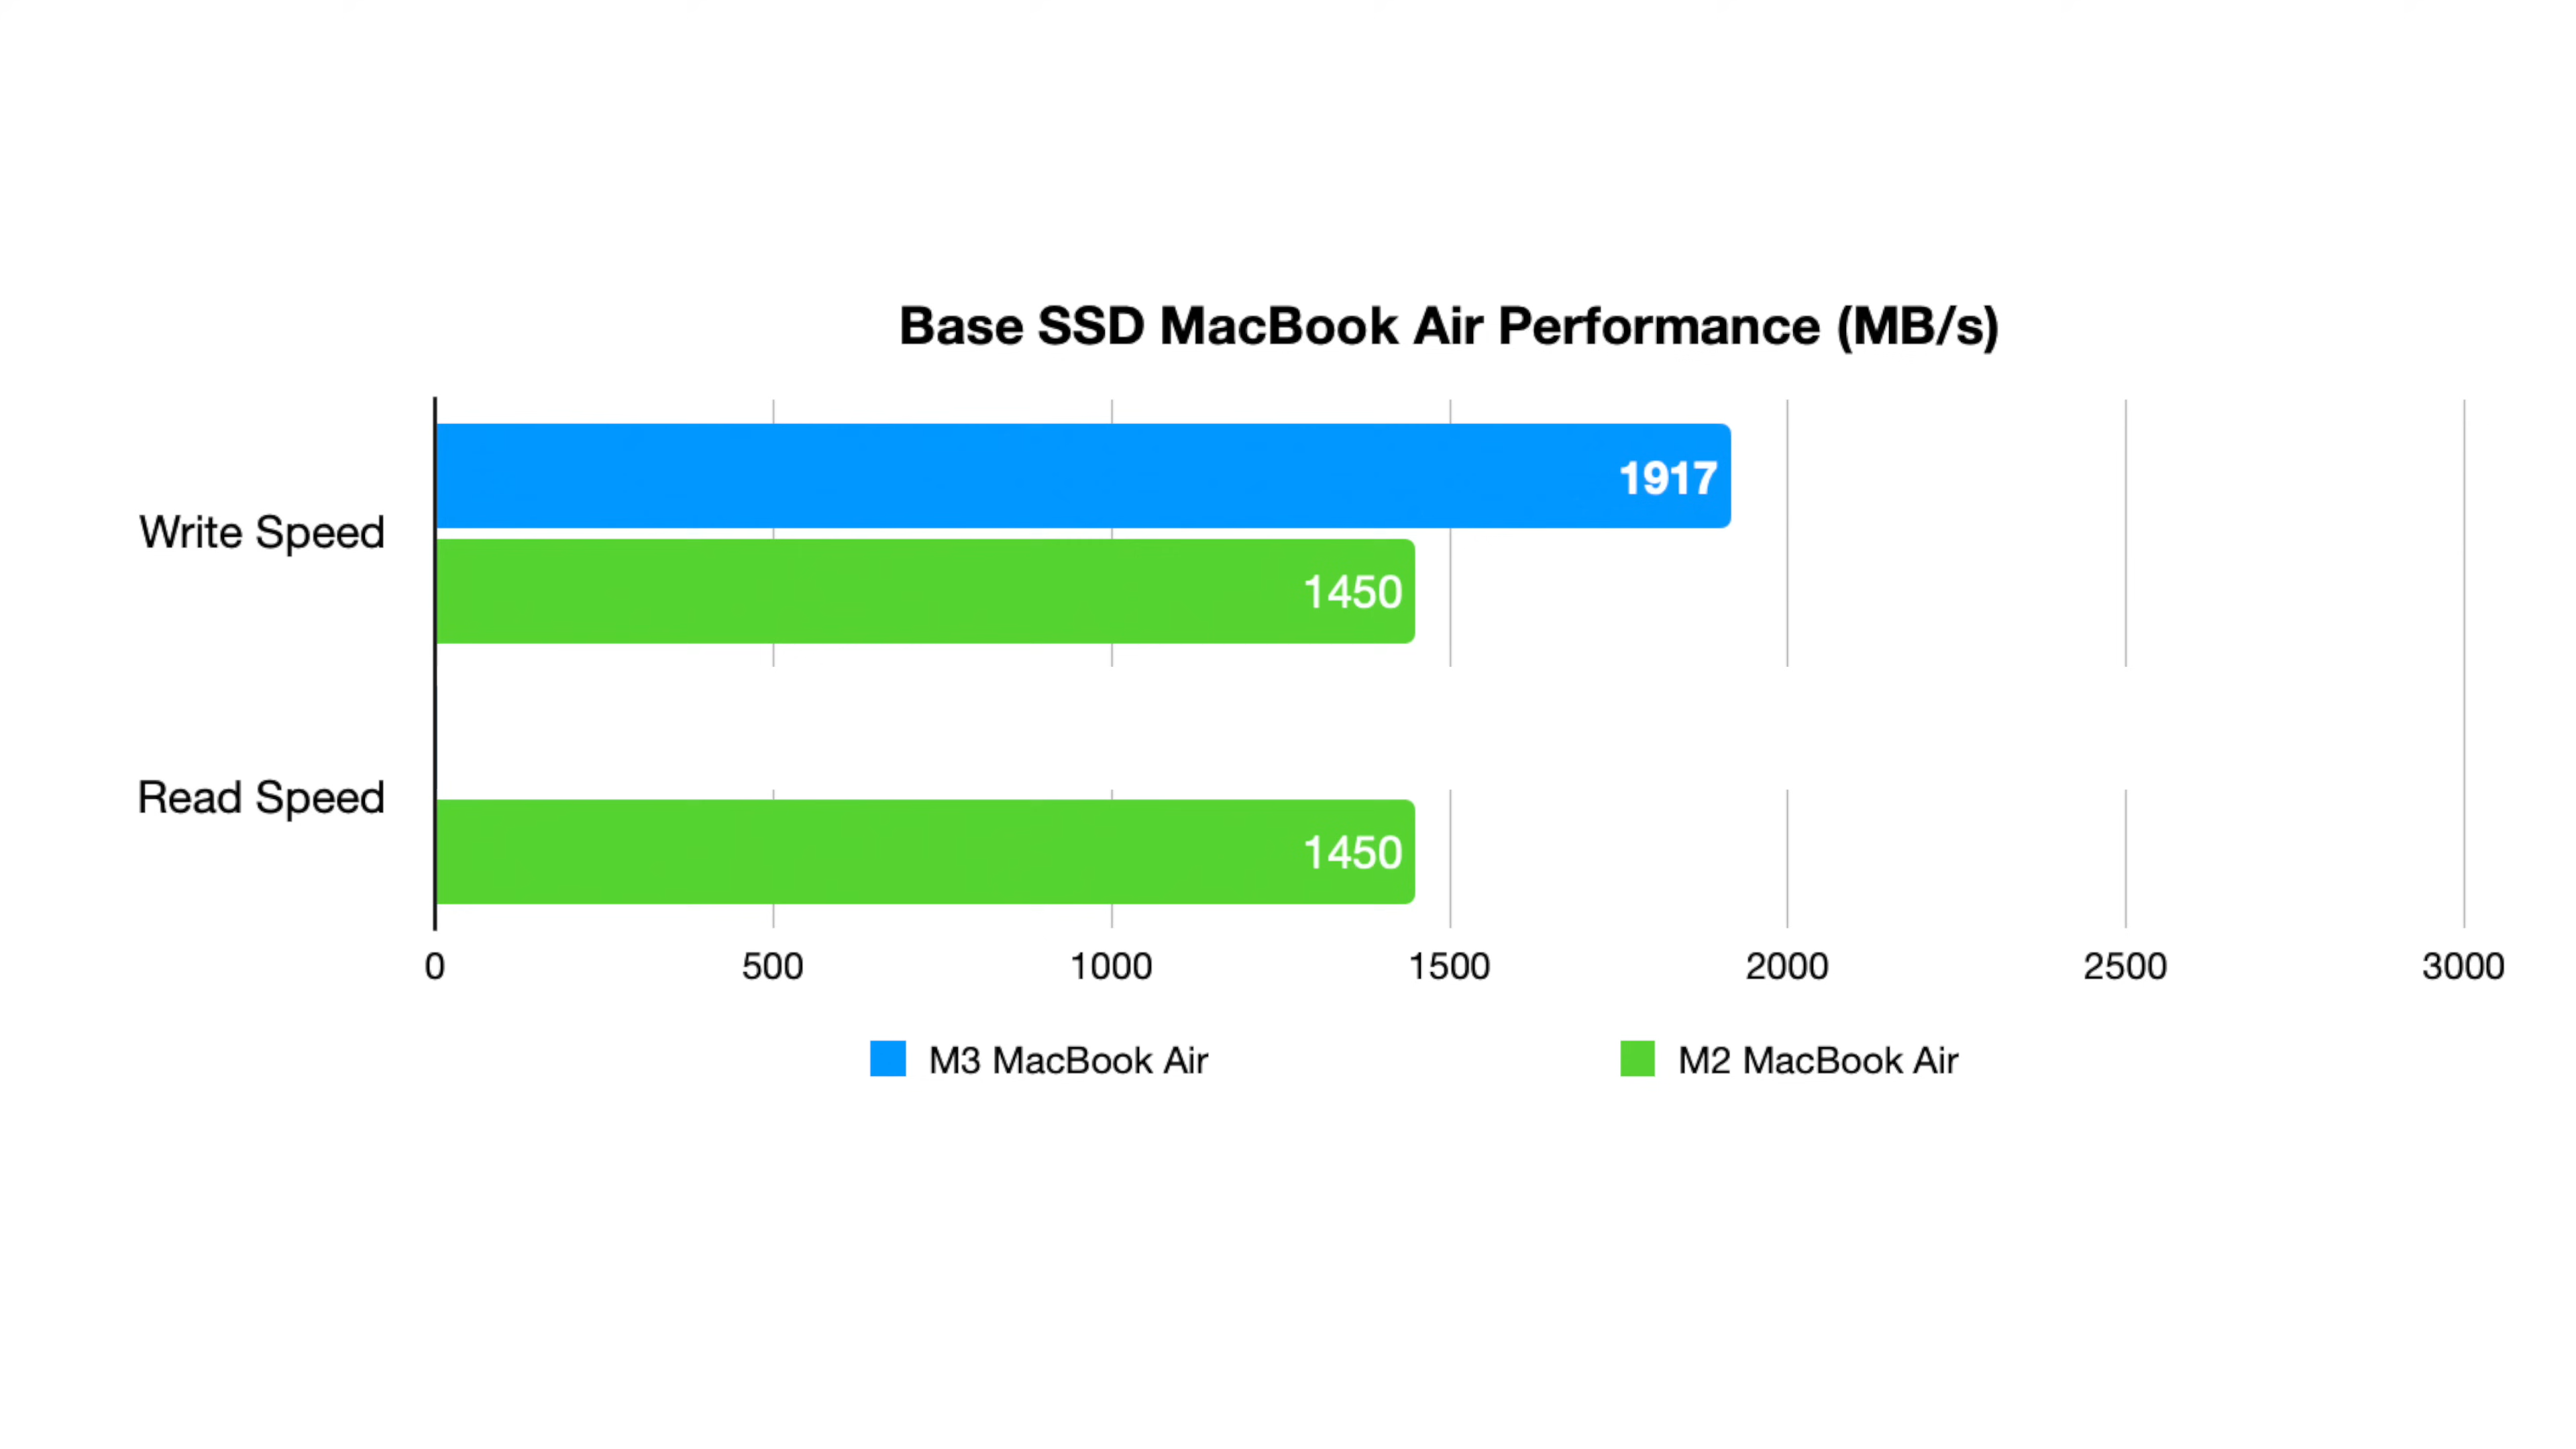 Base SSD MacBook Air Performance (MB/s)
Write Speed
1917
1450
Read Speed
1450
0 500 1000 1500 2000 2500 3000
M3 MacBook Air M2 MacBook Air